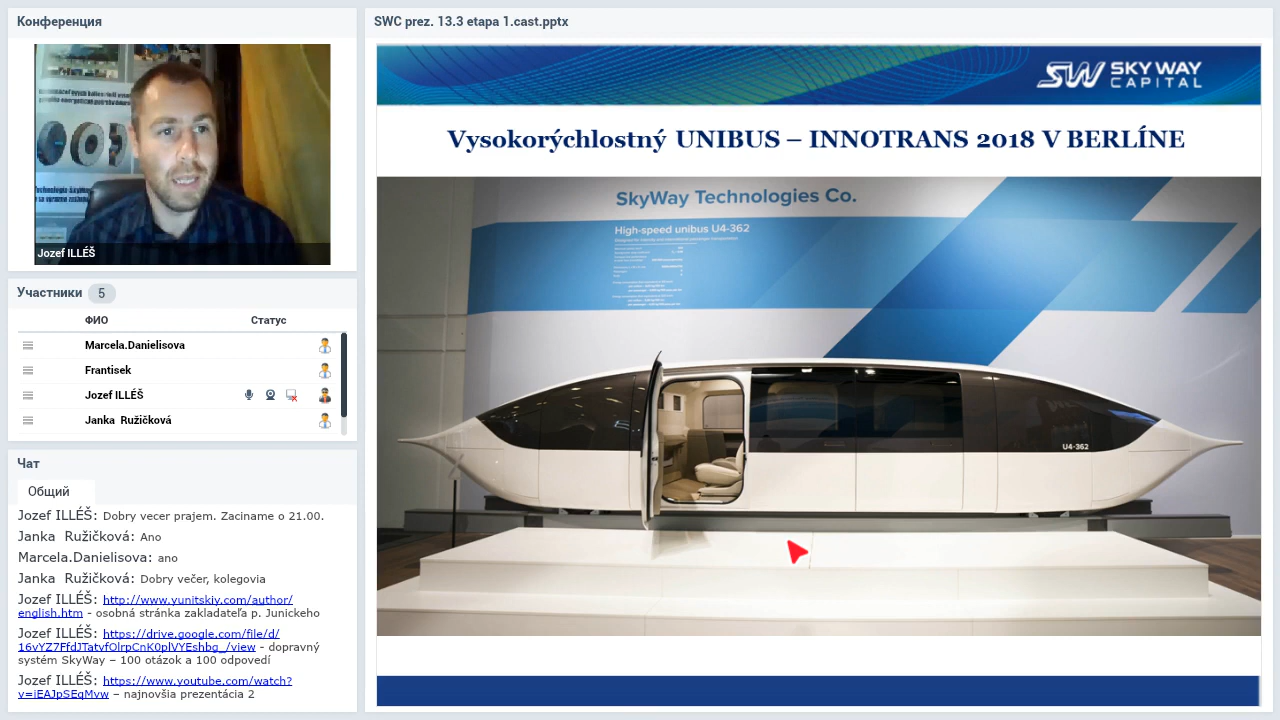 Конференция
Jozef ILLÉŠ
Участники 5
ФИО Статус
Marcela.Danielisova
Frantisek
Jozef ILLÉŠ
Janka Ružičková
Чат
Общий
Jozef ILLÉŠ: Dobry vecer prajem. Zaciname o 21.00.
Janka Ružičková: Ano
Marcela.Danielisova: ano
Janka Ružičková: Dobry večer, kolegovia
Jozef ILLÉŠ: http://www.yunitskiy.com/author/
english.htm - osobná stránka zakladateľa p. Junickeho
Jozef ILLÉŠ: https://drive.google.com/file/d/
16vYZ7FfdJTatvfOlrpCnK0plVYEshbg_/view - dopravný
systém SkyWay – 100 otázok a 100 odpovedí
Jozef ILLÉŠ: https://www.youtube.com/watch?
v=iEAJpSEqMvw – najnovšia prezentácia 2
SWC prez. 13.3 etapa 1.cast.pptx
SW SKY WAY
CAPITAL
Vysokorýchlostný UNIBUS – INNOTRANS 2018 V BERLÍNE
SkyWay Technologies Co.
High-speed unibus U4-362
U4-362